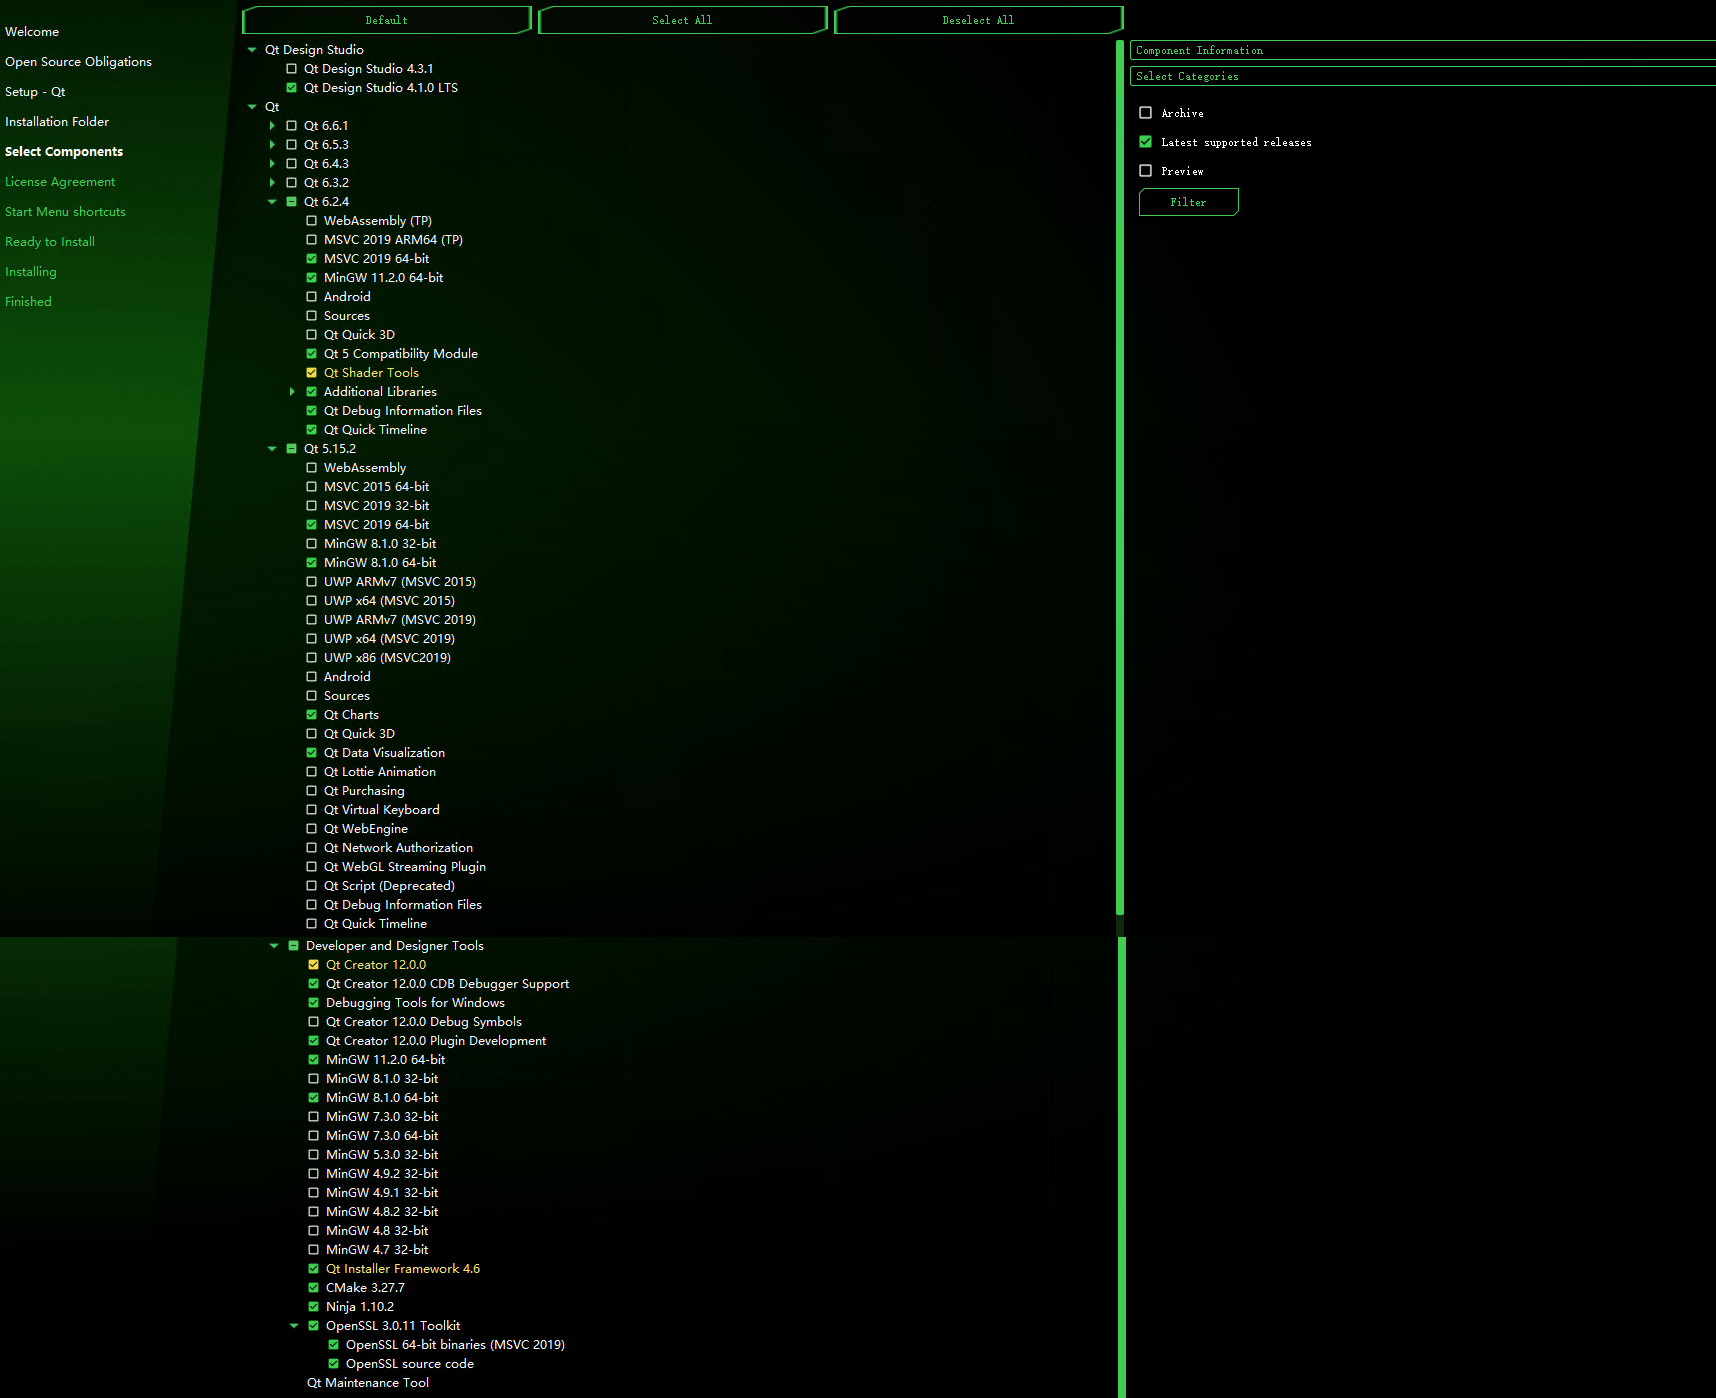 Welcome
Open Source Obligations
Setup - Qt
Installation Folder
Select Components
License Agreement
Start Menu shortcuts
Ready to Install
Installing
Finished
Default
Select All
Deselect All
Qt Design Studio
Qt Design Studio 4.3.1
Qt Design Studio 4.1.0 LTS
Qt
Qt 6.6.1
Qt 6.5.3
Qt 6.4.3
Qt 6.3.2
Qt 6.2.4
WebAssembly (TP)
MSVC 2019 ARM64 (TP)
MSVC 2019 64-bit
MinGW 11.2.0 64-bit
Android
Sources
Qt Quick 3D
Qt 5 Compatibility Module
Qt Shader Tools
Additional Libraries
Qt Debug Information Files
Qt Quick Timeline
Qt 5.15.2
WebAssembly
MSVC 2015 64-bit
MSVC 2019 32-bit
MSVC 2019 64-bit
MinGW 8.1.0 32-bit
MinGW 8.1.0 64-bit
UWP ARMv7 (MSVC 2015)
UWP x64 (MSVC 2015)
UWP ARMv7 (MSVC 2019)
UWP x64 (MSVC 2019)
UWP x86 (MSVC2019)
Android
Sources
Qt Charts
Qt Quick 3D
Qt Data Visualization
Qt Lottie Animation
Qt Purchasing
Qt Virtual Keyboard
Qt WebEngine
Qt Network Authorization
Qt WebGL Streaming Plugin
Qt Script (Deprecated)
Qt Debug Information Files
Qt Quick Timeline
Developer and Designer Tools
Qt Creator 12.0.0
Qt Creator 12.0.0 CDB Debugger Support
Debugging Tools for Windows
Qt Creator 12.0.0 Debug Symbols
Qt Creator 12.0.0 Plugin Development
MinGW 11.2.0 64-bit
MinGW 8.1.0 32-bit
MinGW 8.1.0 64-bit
MinGW 7.3.0 32-bit
MinGW 7.3.0 64-bit
MinGW 5.3.0 32-bit
MinGW 4.9.2 32-bit
MinGW 4.9.1 32-bit
MinGW 4.8.2 32-bit
MinGW 4.8 32-bit
MinGW 4.7 32-bit
Qt Installer Framework 4.6
CMake 3.27.7
Ninja 1.10.2
OpenSSL 3.0.11 Toolkit
OpenSSL 64-bit binaries (MSVC 2019)
OpenSSL source code
Qt Maintenance Tool
Component Information
Select Categories
Archive
Latest supported releases
Preview
Filter